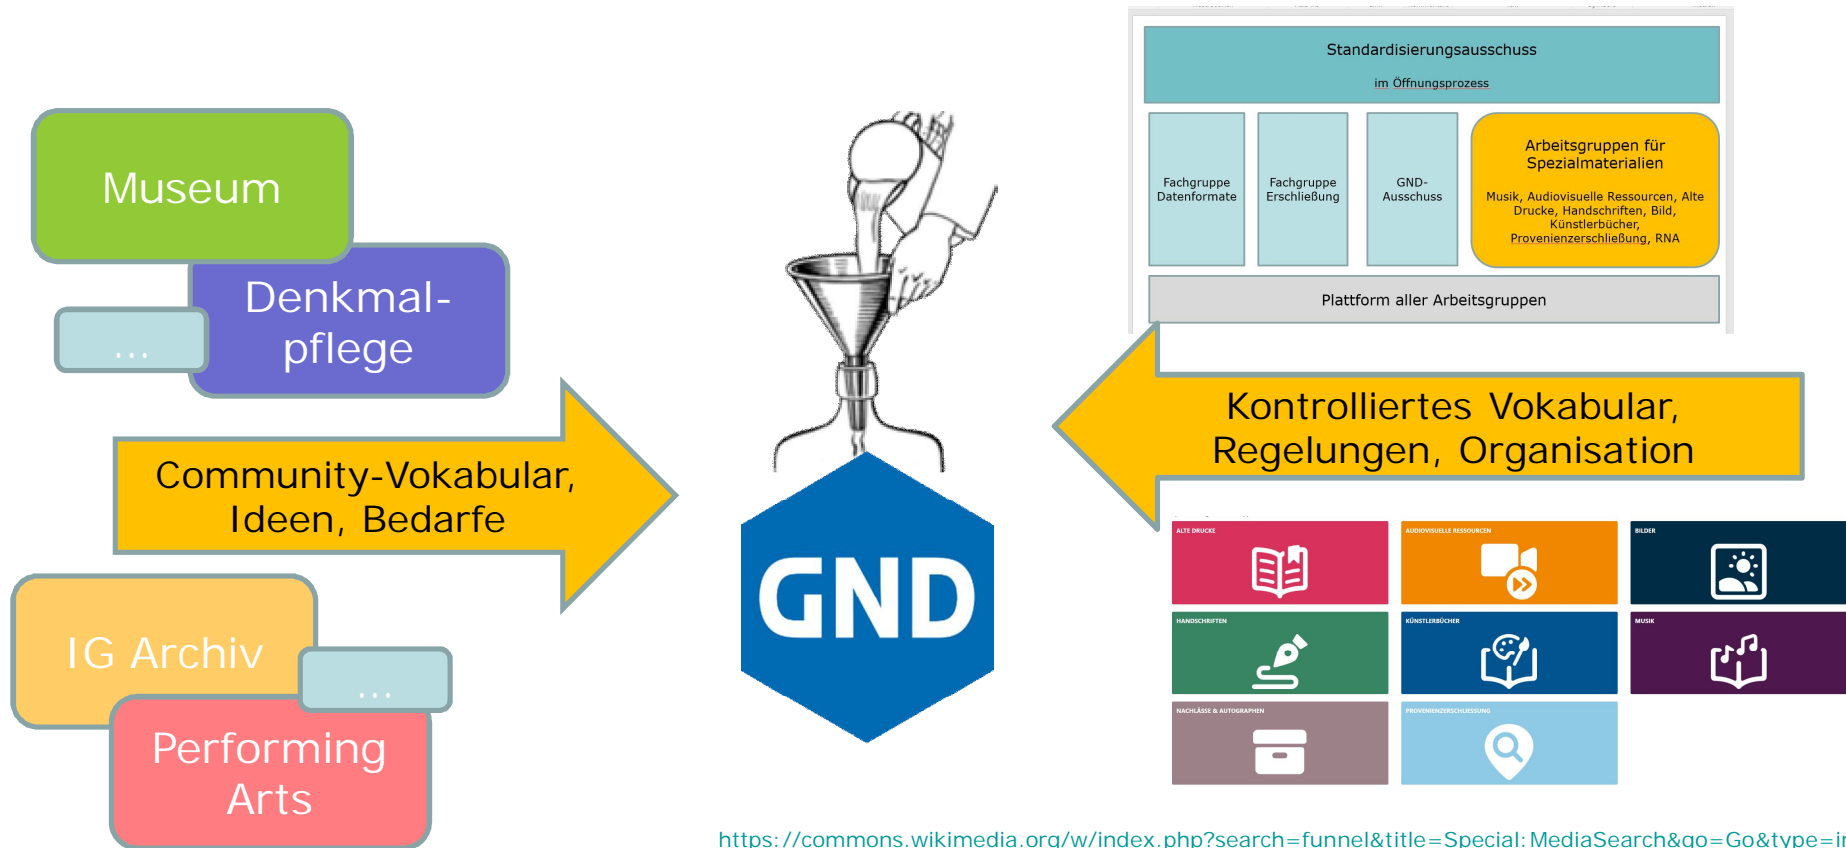 Standardisierungsausschuss
im Öffnungsprozess
Fachgruppe
Datenformate
Fachgruppe
Erschließung
GND-
Ausschuss
Arbeitsgruppen für
Spezialmaterialien
Musik, Audiovisuelle Ressourcen, Alte
Drucke, Handschriften, Bild,
Künstlerbücher,
Provenienzerschließung, RNA
Plattform aller Arbeitsgruppen
Museum
Denkmal-
pflege
...
Community-Vokabular,
Ideen, Bedarfe
IG Archiv
...
Performing
Arts
GND
Kontrolliertes Vokabular,
Regelungen, Organisation
ALTE DRUCKE
AUDIOVISUELLE RESSOURCEN
BILDER
HANDSCHRIFTEN
KÜNSTLERBÜCHER
MUSIK
NACHLÄSSE & AUTOGRAPHEN
PROVENIENZERSCHLIESSUNG
https://commons.wikimedia.org/w/index.php?search=funnel&title=Special:MediaSearch&go=Go&type=i